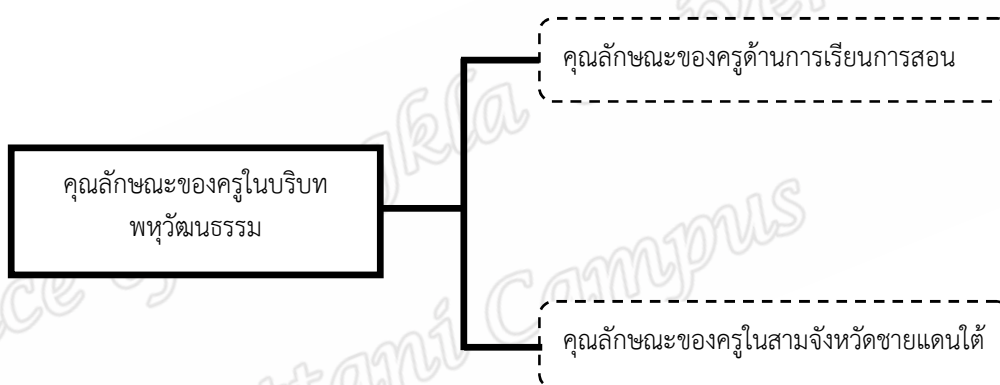 คุณลักษณะของครูด้านการเรียนการสอน
คุณลักษณะของครูในบริบท
พหุวัฒนธรรม
คุณลักษณะของครูในสามจังหวัดชายแดนใต้
gkla
Campus
ttani